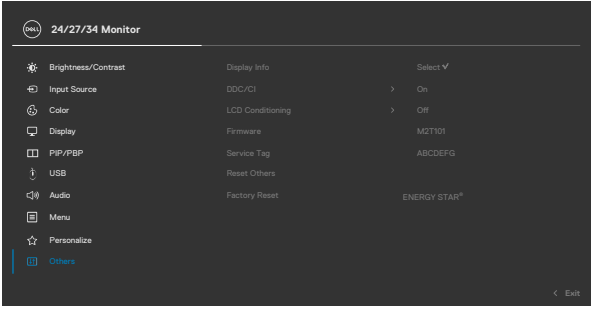 DELL 24/27/34 Monitor
Brightness/Contrast Display Info Select ✓
Input Source DDC/CI > On
Color LCD Conditioning > Off
Display Firmware M2T101
PIP/PBP Service Tag ABCDEFG
USB Reset Others
Audio Factory Reset ENERGY STAR®
Menu
Personalize
Others
< Exit